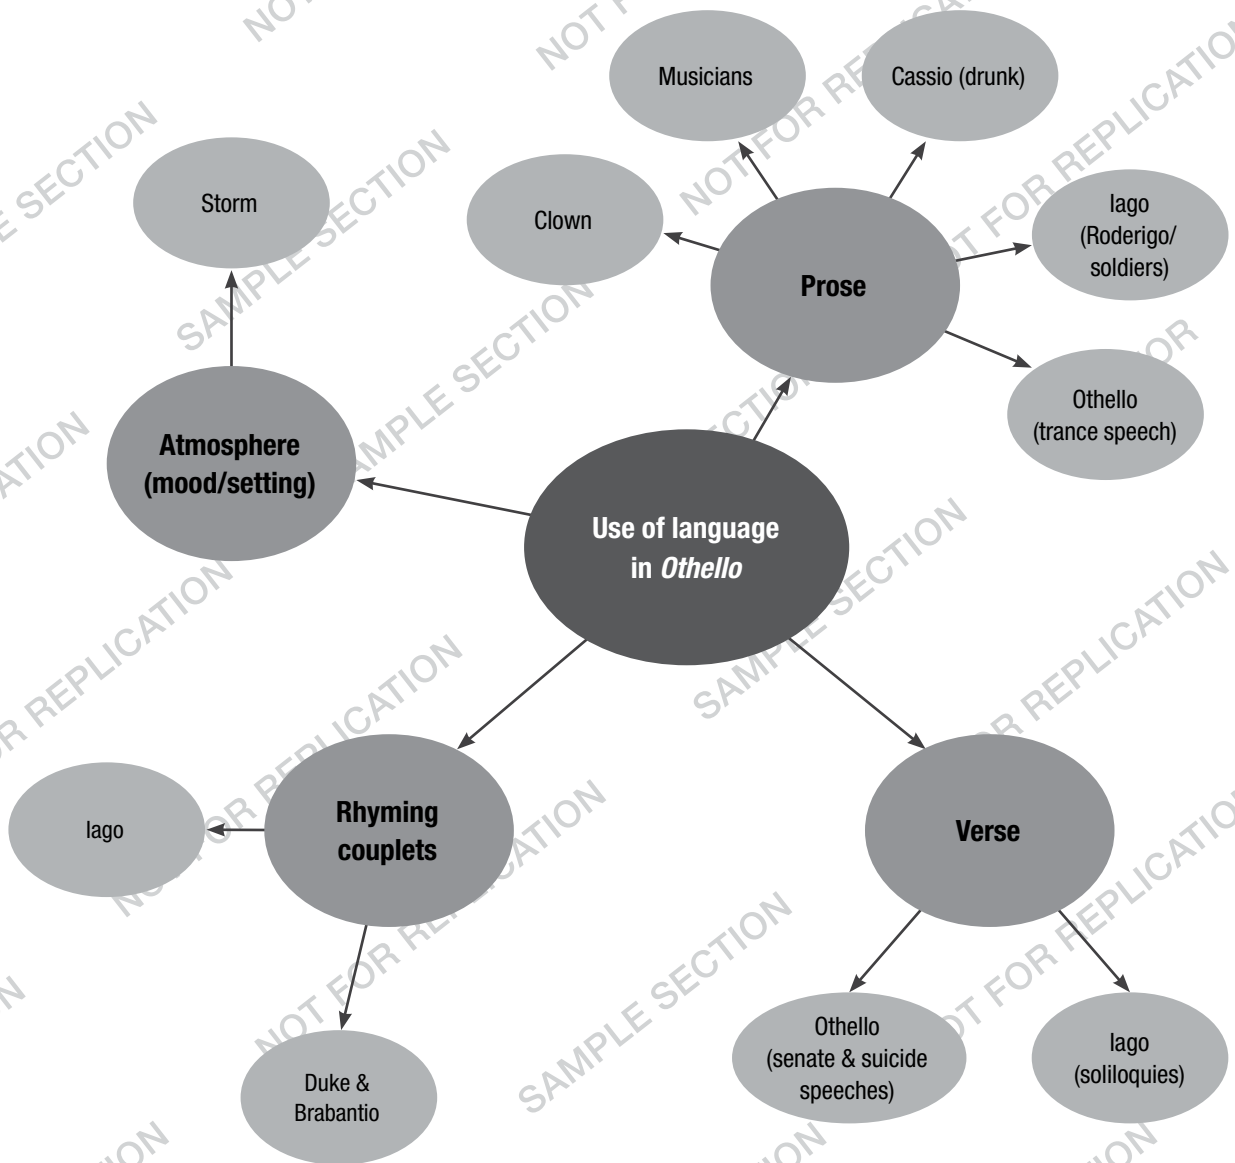 Musicians
Cassio (drunk)
Storm
Clown
Iago
(Roderigo/
soldiers)
Prose
Othello
(trance speech)
Atmosphere
(mood/setting)
Use of language
in Othello
Iago
Rhyming
couplets
Verse
Othello
(senate & suicide
speeches)
Iago
(soliloquies)
Duke &
Brabantio
SAMPLE SECTION
NOT FOR REPLICATION